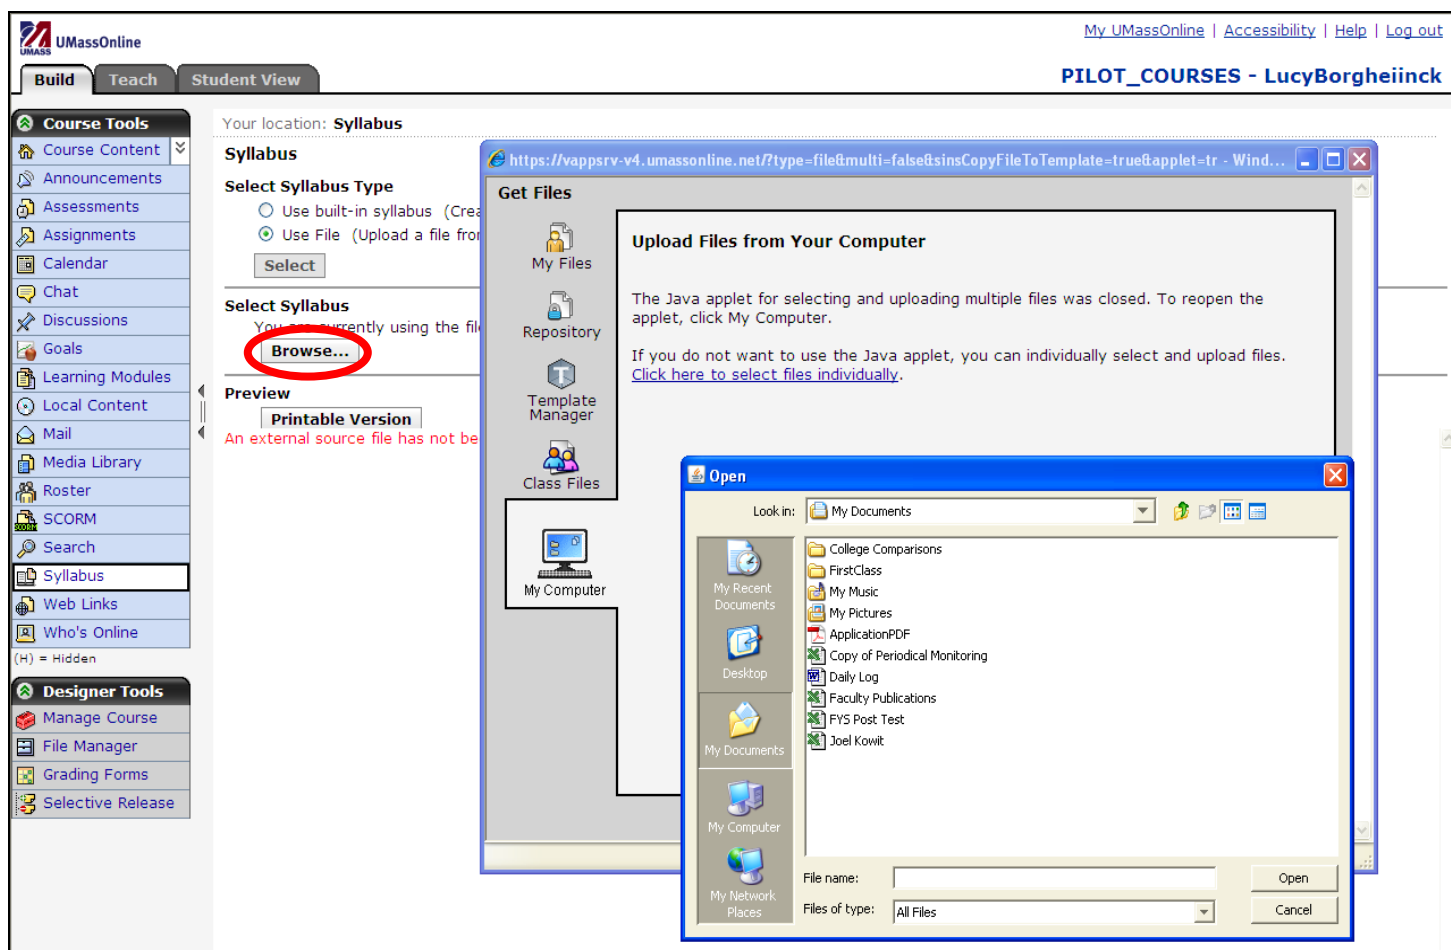 UMASS UMassOnline
My UMassOnline | Accessibility | Help | Log out
Build Teach Student View
PILOT_COURSES - LucyBorgheiinck
Course Tools
Course Content
Announcements
Assessments
Assignments
Calendar
Chat
Discussions
Goals
Learning Modules
Local Content
Mail
Media Library
Roster
SCORM
SCORM
Search
Syllabus
Web Links
Who's Online
(H) = Hidden
Designer Tools
Manage Course
File Manager
Grading Forms
Selective Release
Your location: Syllabus
Syllabus
Select Syllabus Type
Use built-in syllabus (Crea
Use File (Upload a file fror
Select
Select Syllabus
You are currently using the fil
Browse...
Preview
Printable Version
An external source file has not be
https://vappsrv-v4.umassonline.net/?type=file&multi=false&sinsCopyFileToTemplate=true&applet=tr - Wind...
Get Files
My Files
Repository
Template
Manager
Class Files
My Computer
Upload Files from Your Computer
The Java applet for selecting and uploading multiple files was closed. To reopen the
applet, click My Computer.
If you do not want to use the Java applet, you can individually select and upload files.
Click here to select files individually.
Open
Look in: My Documents
My Recent
Documents
Desktop
My Documents
My Computer
My Network
Places
College Comparisons
FirstClass
My Music
My Pictures
ApplicationPDF
Copy of Periodical Monitoring
Daily Log
Faculty Publications
FYS Post Test
Joel Kowit
File name:
Open
Files of type: All Files
Cancel